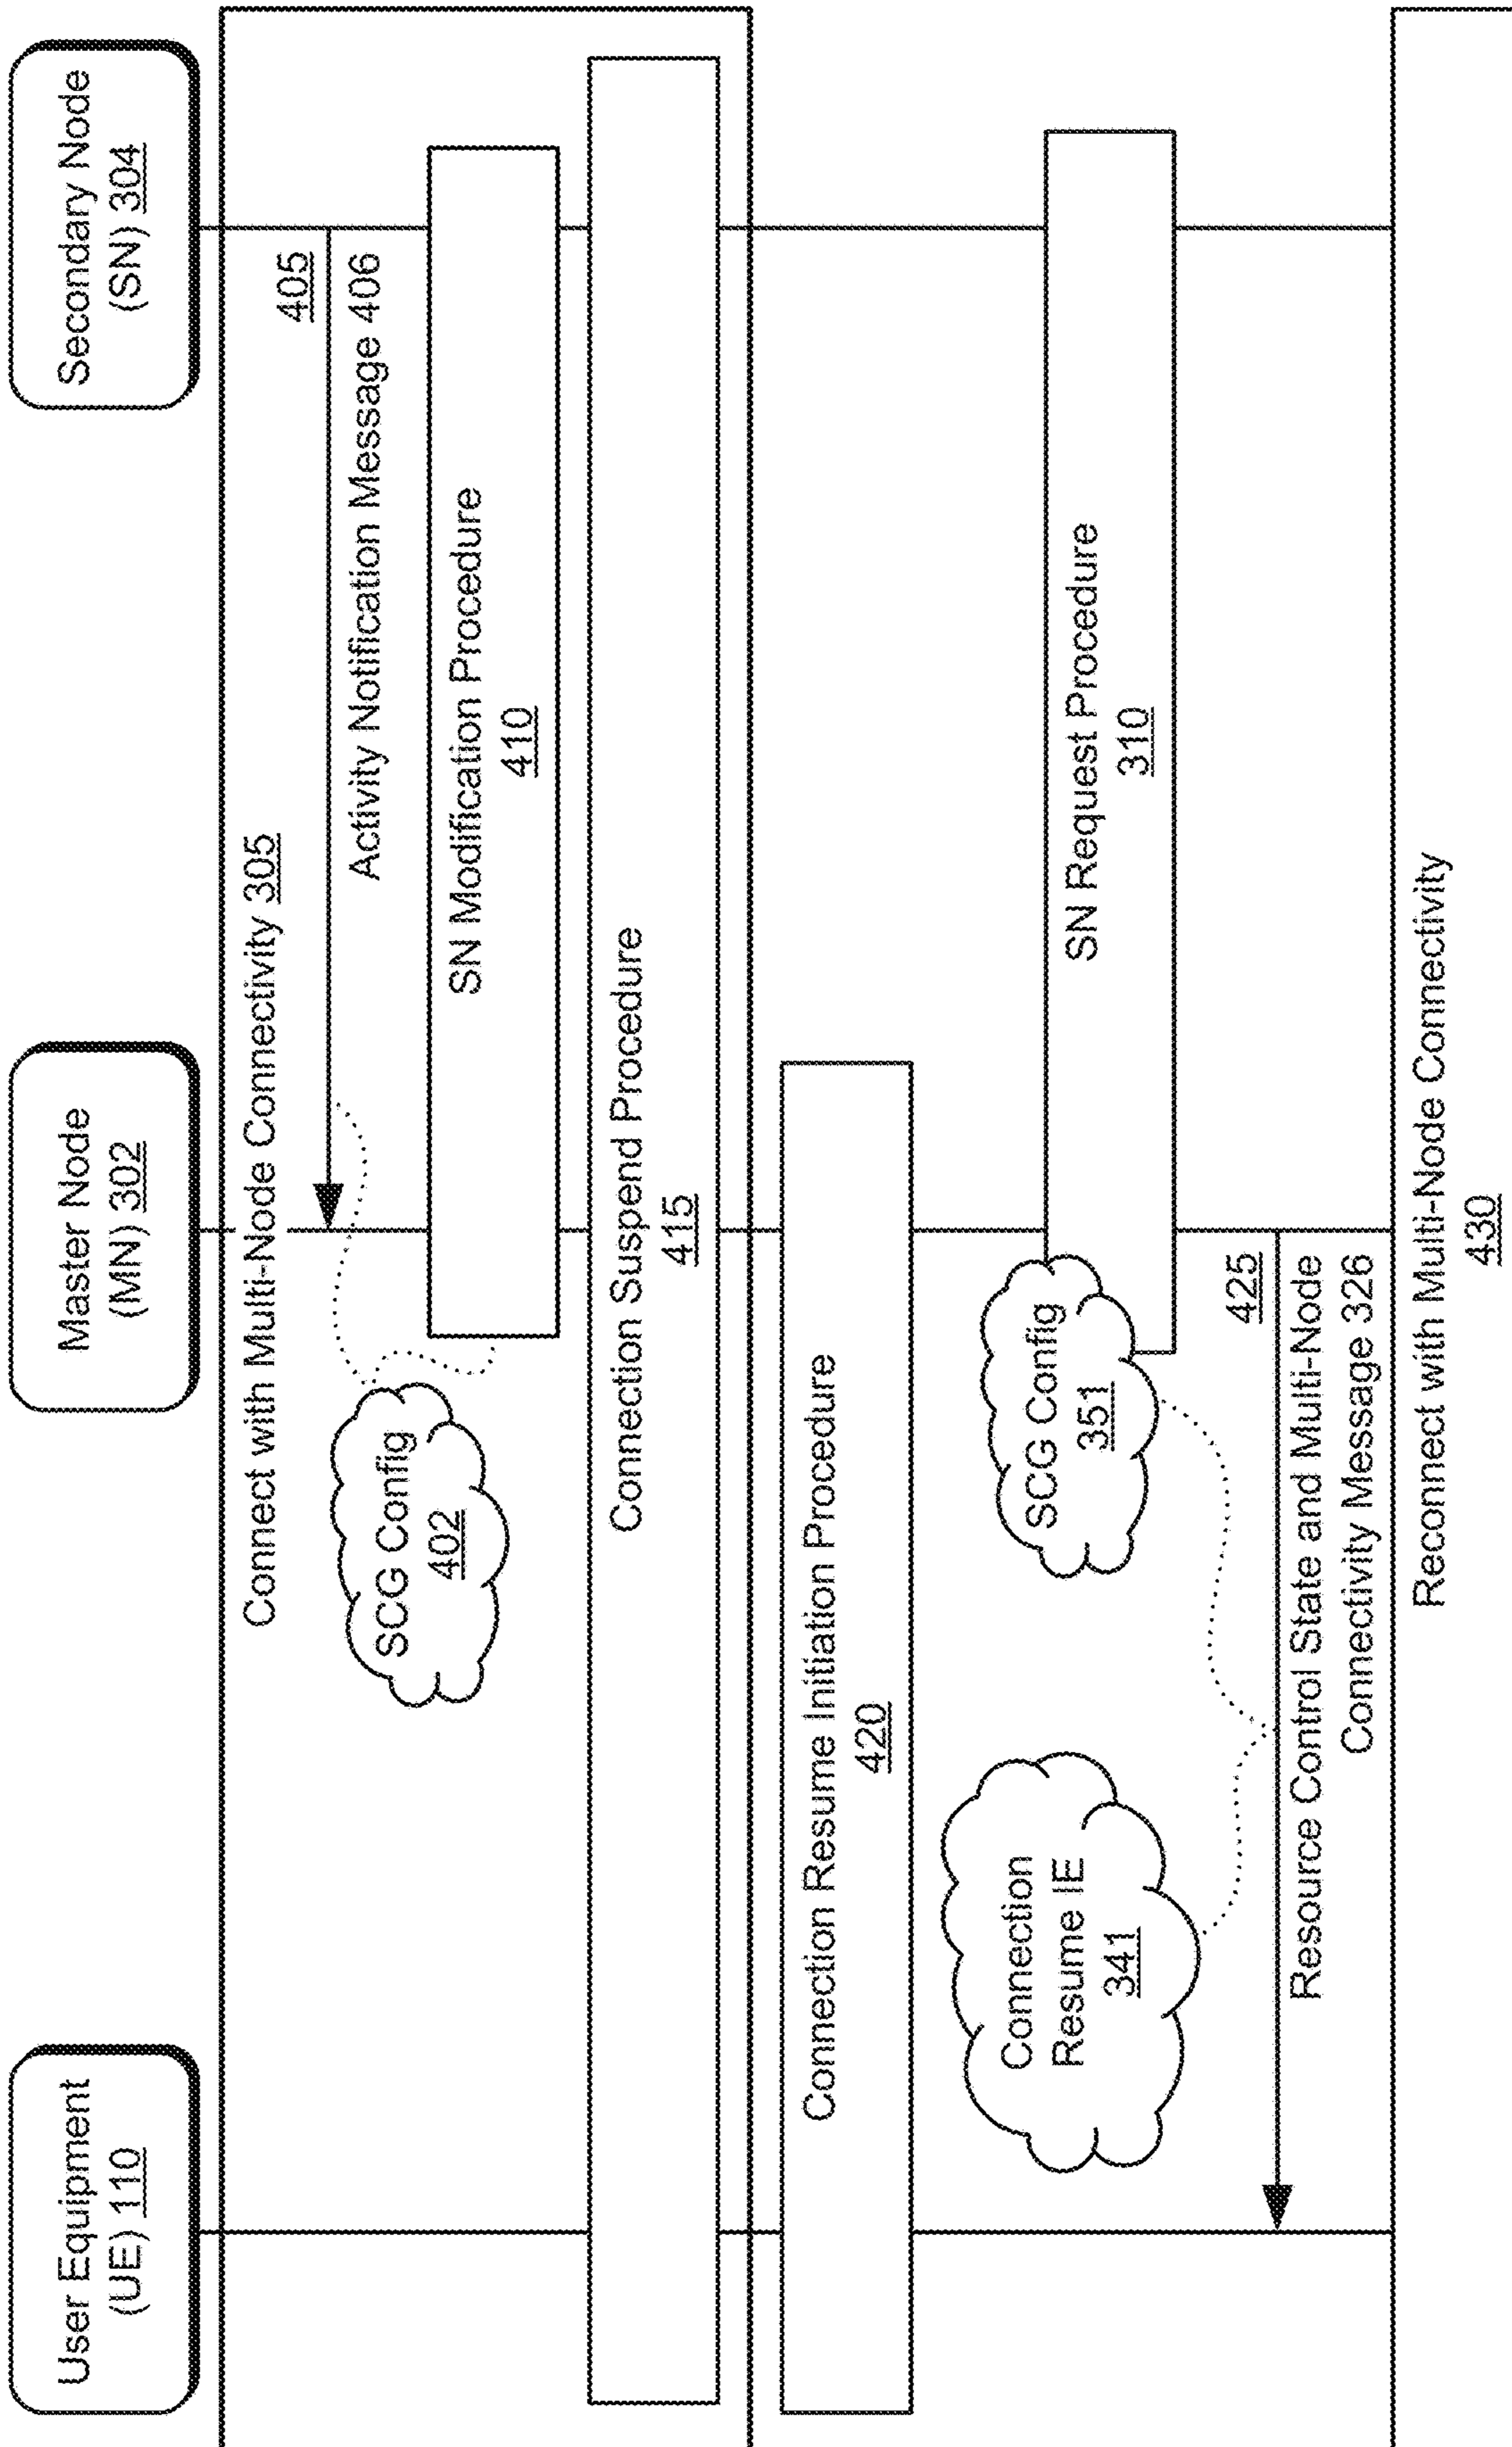 User Equipment
(UE) 110
Master Node
(MN) 302
Secondary Node
(SN) 304
Connect with Multi-Node Connectivity 305
405
Activity Notification Message 406
SCG Config
402
SN Modification Procedure
410
Connection Suspend Procedure
415
Connection Resume Initiation Procedure
420
Connection
Resume IE
341
SCG Config
351
SN Request Procedure
310
425
Resource Control State and Multi-Node
Connectivity Message 326
Reconnect with Multi-Node Connectivity
430